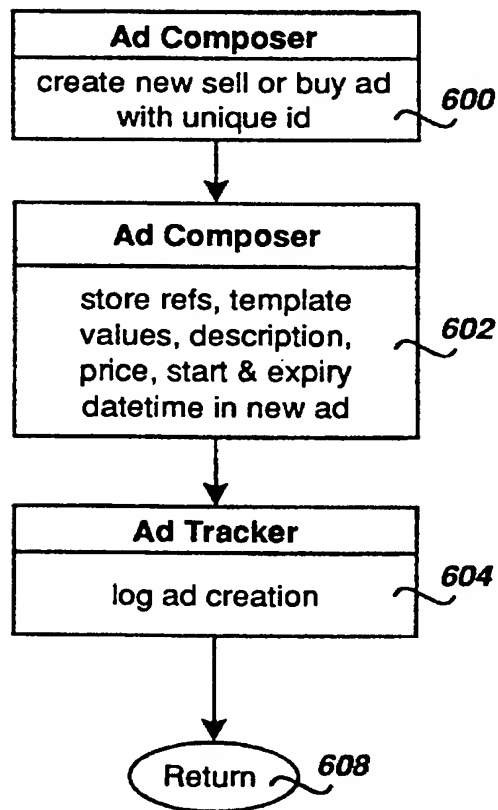 Ad Composer
create new sell or buy ad
with unique id
600
Ad Composer
store refs, template
values, description,
price, start & expiry
datetime in new ad
602
Ad Tracker
log ad creation
604
Return
608